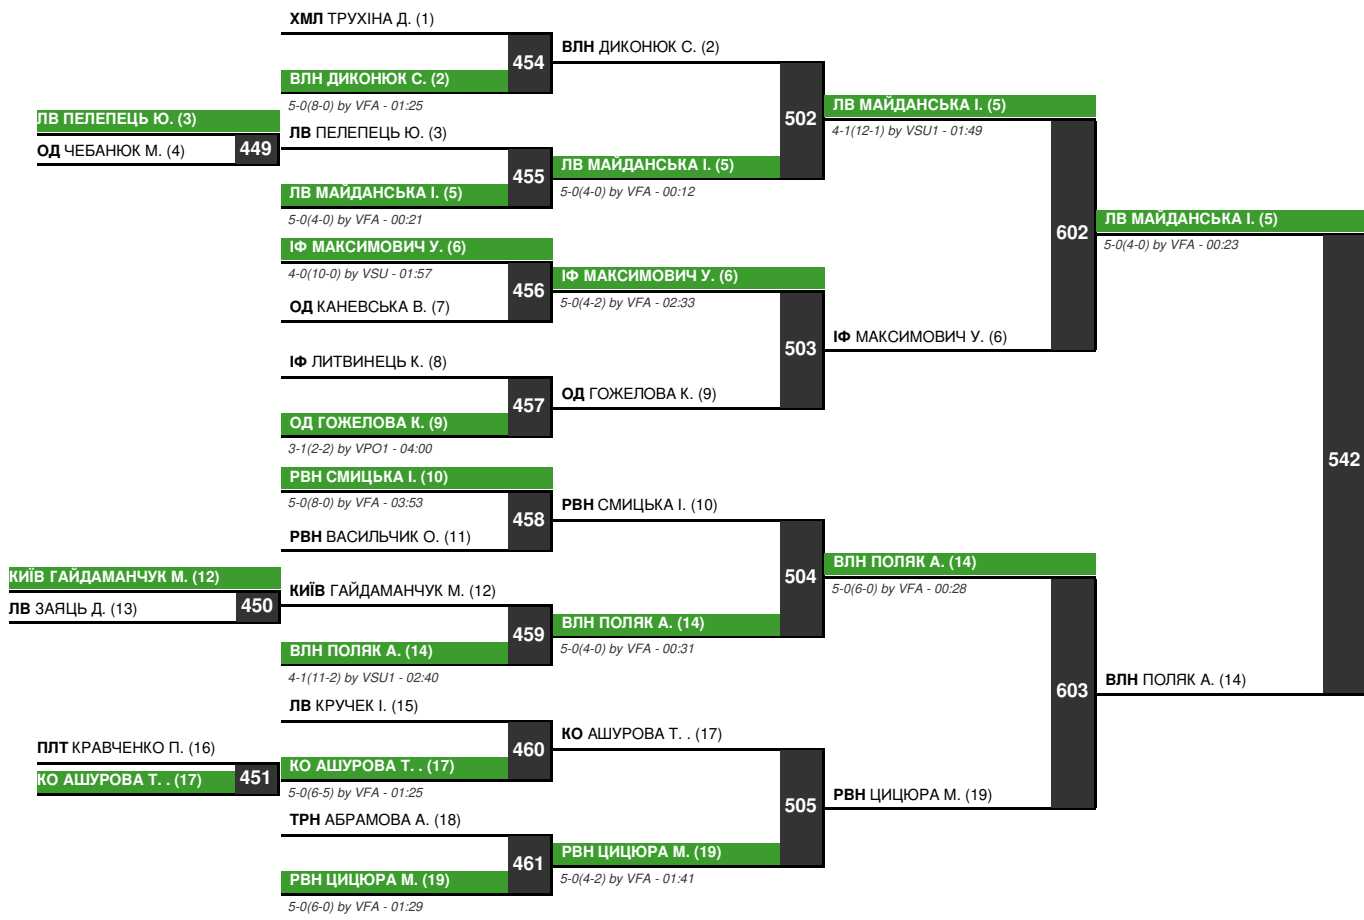 ХМЛ ТРУХІНА Д. (1)
454
ВЛН ДИКОНЮК С. (2)
5-0(8-0) by VFA - 01:25
ЛВ ПЕЛЕПЕЦЬ Ю. (3)
ОД ЧЕБАНЮК М. (4)
449
ЛВ ПЕЛЕПЕЦЬ Ю. (3)
455
ЛВ МАЙДАНСЬКА І. (5)
5-0(4-0) by VFA - 00:21
ІФ МАКСИМОВИЧ У. (6)
4-0(10-0) by VSU - 01:57
456
ОД КАНЕВСЬКА В. (7)
ІФ ЛИТВИНЕЦЬ К. (8)
457
ОД ГОЖЕЛОВА К. (9)
3-1(2-2) by VPO1 - 04:00
РВН СМИЦЬКА І. (10)
5-0(8-0) by VFA - 03:53
458
РВН ВАСИЛЬЧИК О. (11)
КИЇВ ГАЙДАМАНЧУК М. (12)
ЛВ ЗАЯЦЬ Д. (13)
450
КИЇВ ГАЙДАМАНЧУК М. (12)
459
ВЛН ПОЛЯК А. (14)
4-1(11-2) by VSU1 - 02:40
ЛВ КРУЧЕК І. (15)
460
ПЛТ КРАВЧЕНКО П. (16)
КО АШУРОВА Т. . (17)
451
КО АШУРОВА Т. . (17)
5-0(6-5) by VFA - 01:25
ТРН АБРАМОВА А. (18)
461
РВН ЦИЦЮРА М. (19)
5-0(6-0) by VFA - 01:29
ВЛН ДИКОНЮК С. (2)
502
ЛВ МАЙДАНСЬКА І. (5)
5-0(4-0) by VFA - 00:12
ІФ МАКСИМОВИЧ У. (6)
5-0(4-2) by VFA - 02:33
503
ОД ГОЖЕЛОВА К. (9)
РВН СМИЦЬКА І. (10)
504
ВЛН ПОЛЯК А. (14)
5-0(4-0) by VFA - 00:31
КО АШУРОВА Т. . (17)
505
РВН ЦИЦЮРА М. (19)
5-0(4-2) by VFA - 01:41
ЛВ МАЙДАНСЬКА І. (5)
4-1(12-1) by VSU1 - 01:49
602
ІФ МАКСИМОВИЧ У. (6)
ВЛН ПОЛЯК А. (14)
5-0(6-0) by VFA - 00:28
603
РВН ЦИЦЮРА М. (19)
ЛВ МАЙДАНСЬКА І. (5)
5-0(4-0) by VFA - 00:23
542
ВЛН ПОЛЯК А. (14)